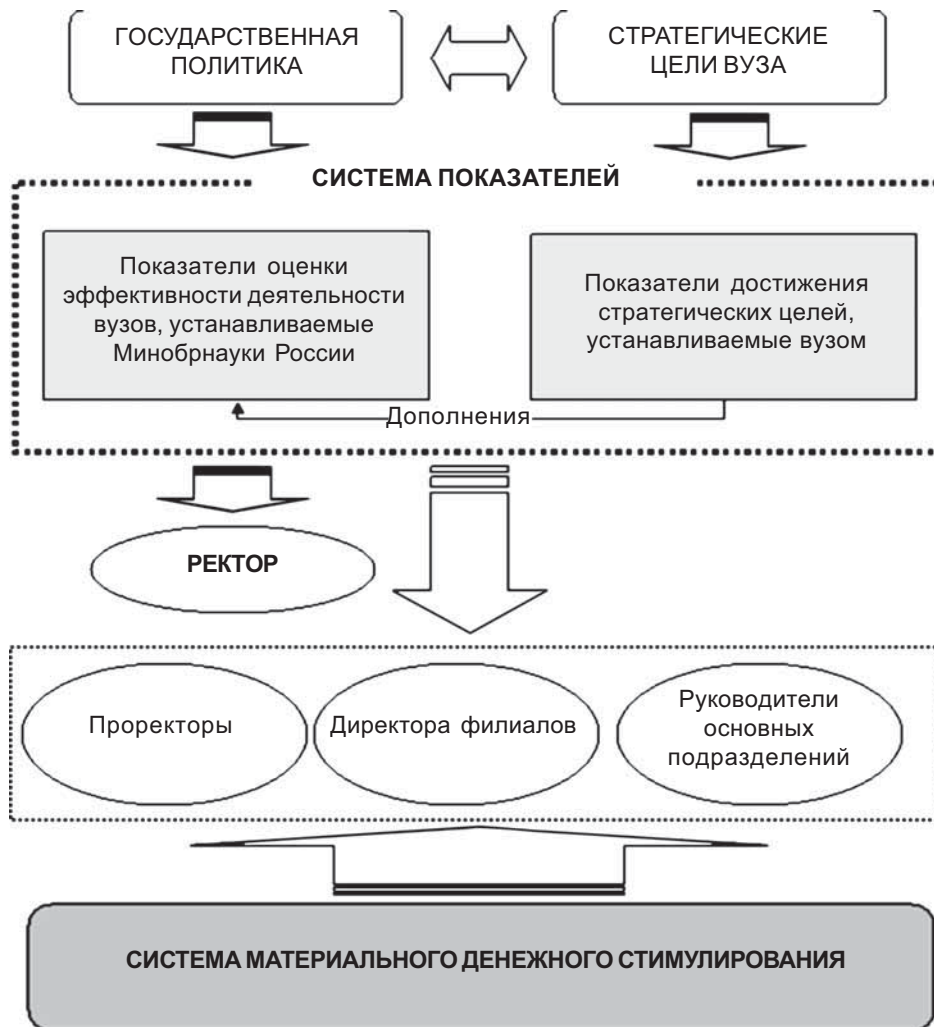 ГОСУДАРСТВЕННАЯ
ПОЛИТИКА
СТРАТЕГИЧЕСКИЕ
ЦЕЛИ ВУЗА
СИСТЕМА ПОКАЗАТЕЛЕЙ
Показатели оценки
эффективности деятельности
вузов, устанавливаемые
Минобрнауки России
Показатели достижения
стратегических целей,
устанавливаемые вузом
Дополнения
РЕКТОР
Проректоры
Директора филиалов
Руководители
основных
подразделений
СИСТЕМА МАТЕРИАЛЬНОГО ДЕНЕЖНОГО СТИМУЛИРОВАНИЯ